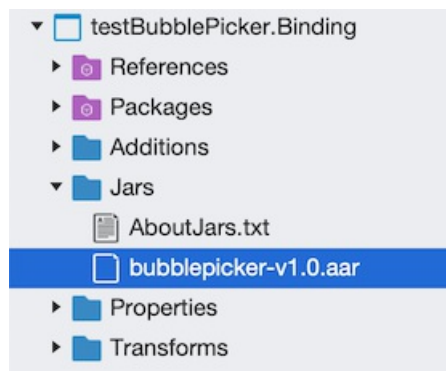 testBubblePicker.Binding
References
Packages
Additions
Jars
AboutJars.txt
bubblepicker-v1.0.aar
Properties
Transforms